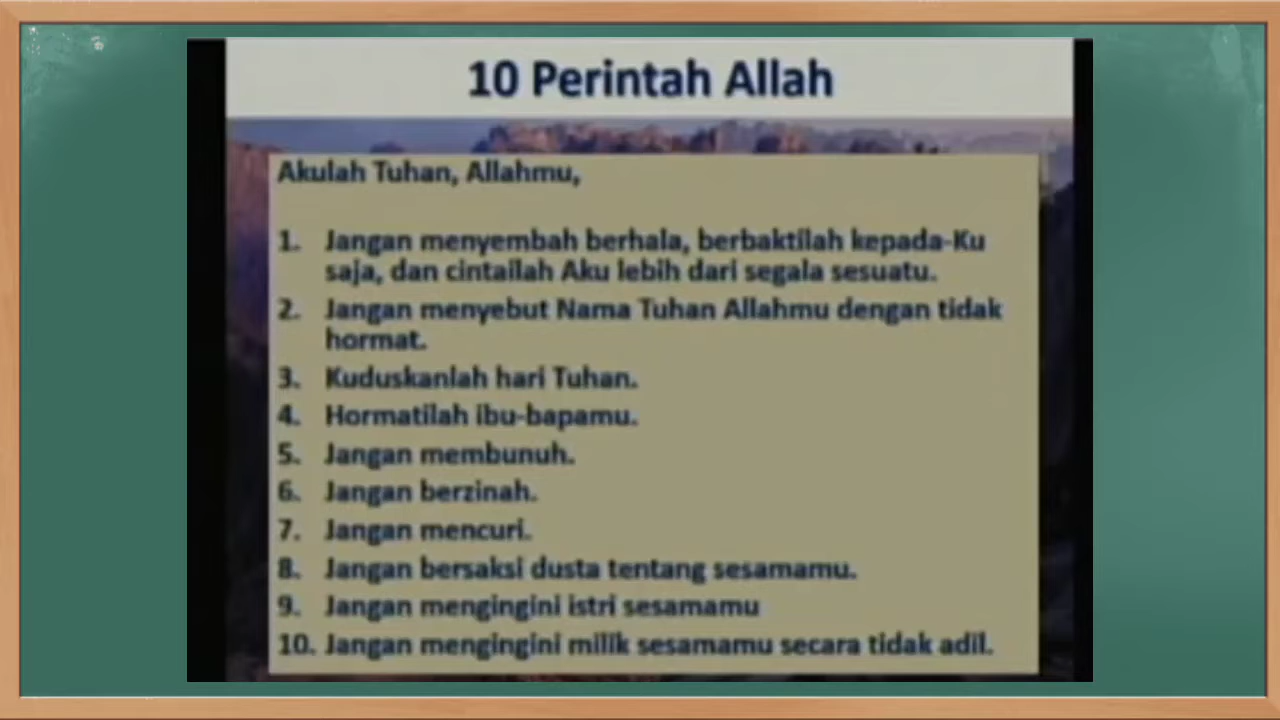 10 Perintah Allah
Akulah Tuhan, Allahmu,
1. Jangan menyembah berhala, berbaktilah kepada-Ku
saja, dan cintailah Aku lebih dari segala sesuatu.
2. Jangan menyebut Nama Tuhan Allahmu dengan tidak
hormat.
3. Kuduskanlah hari Tuhan.
4. Hormatilah ibu-bapamu.
5. Jangan membunuh.
6. Jangan berzinah.
7. Jangan mencuri.
8. Jangan bersaksi dusta tentang sesamamu.
9. Jangan mengingini istri sesamamu
10. Jangan mengingini milik sesamamu secara tidak adil.